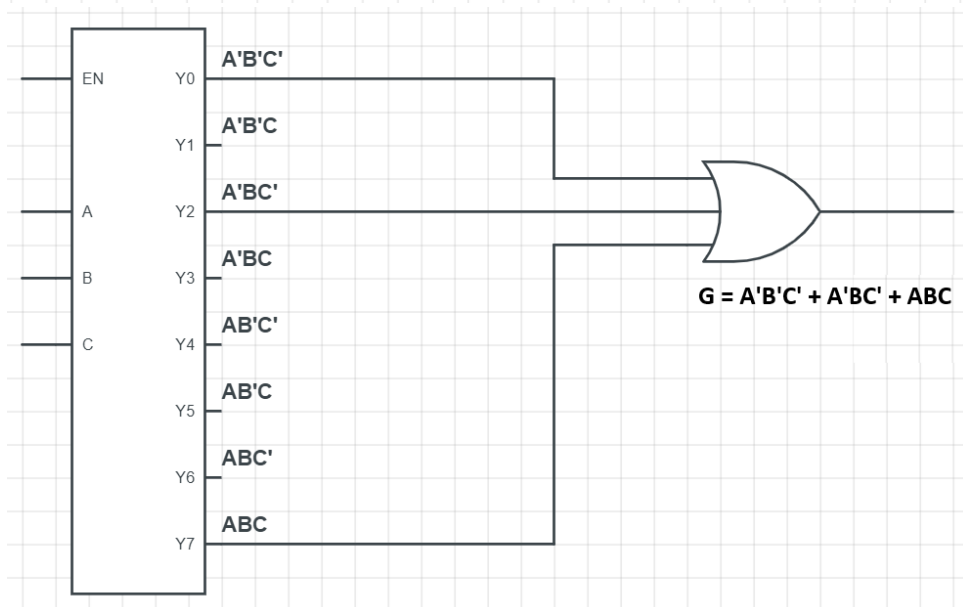 A'B'C'
EN Y0
A'B'C
Y1
A'BC'
A Y2
A'BC
B Y3
G = A'B'C' + A'BC' + ABC
AB'C'
C Y4
AB'C
Y5
ABC'
Y6
ABC
Y7